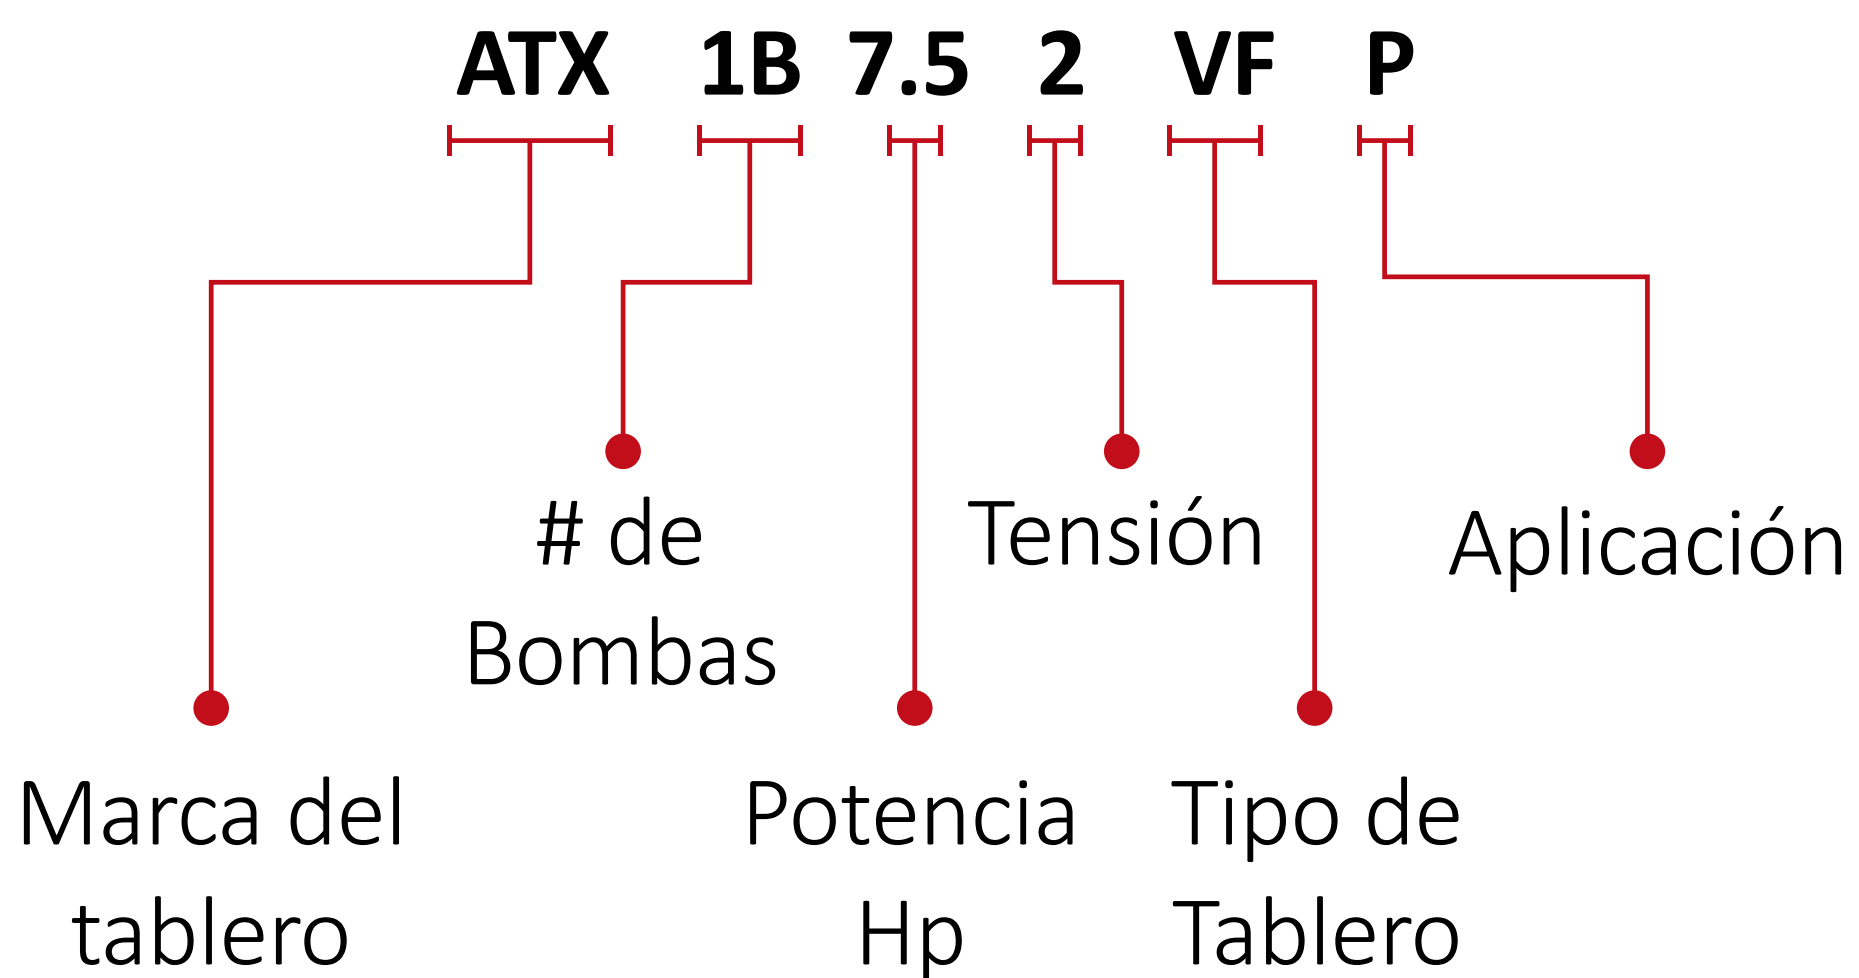 ATX 1B 7.5 2 VF P
# de
Bombas
Tensión
Aplicación
Marca del
tablero
Potencia
Hp
Tipo de
Tablero